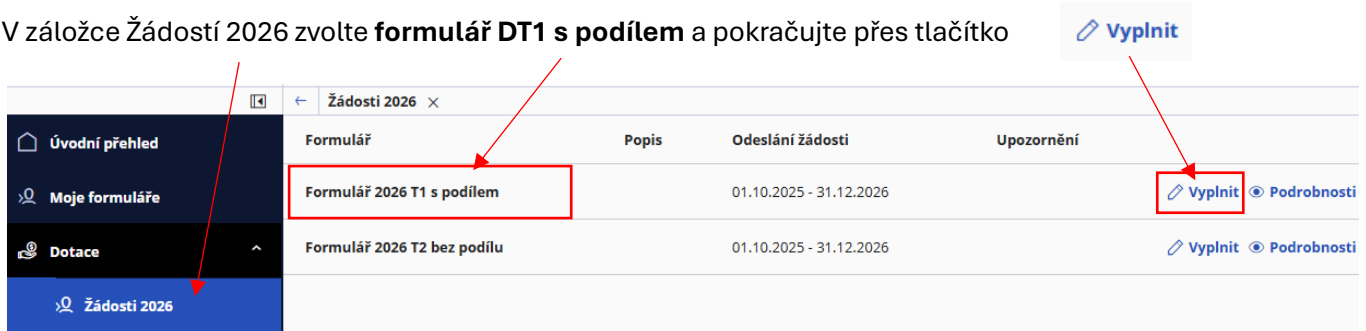 V záložce Žádostí 2026 zvolte formulář DT1 s podílem a pokračujte přes tlačítko Vyplnit
Žádosti 2026
Úvodní přehled
Moje formuláře
Dotace
Žádosti 2026
Formulář Popis Odeslání žádosti Upozornění
Formulář 2026 T1 s podílem 01.10.2025 - 31.12.2026 Vyplnit Podrobnosti
Formulář 2026 T2 bez podílu 01.10.2025 - 31.12.2026 Vyplnit Podrobnosti